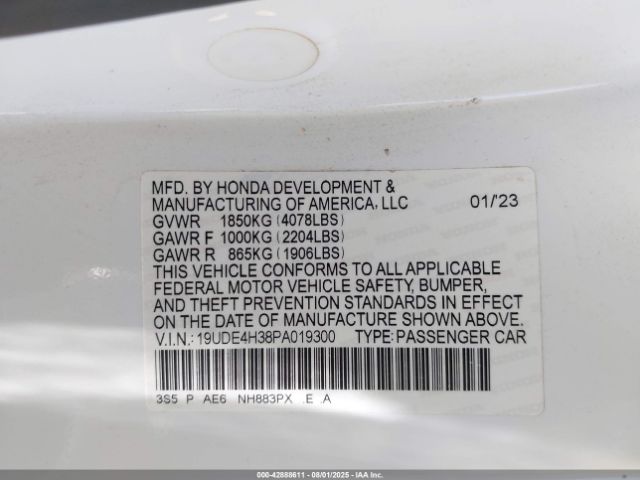 MFD. BY HONDA DEVELOPMENT &
MANUFACTURING OF AMERICA, LLC 01/'23
GVWR 1850KG (4078LBS)
GAWR F 1000KG (2204LBS)
GAWR R 865KG (1906LBS)
THIS VEHICLE CONFORMS TO ALL APPLICABLE
FEDERAL MOTOR VEHICLE SAFETY, BUMPER,
AND THEFT PREVENTION STANDARDS IN EFFECT
ON THE DATE OF MANUFACTURE SHOWN ABOVE.
V.I.N.: 19UDE4H38PA019300 TYPE: PASSENGER CAR
3S5 P AE6 NH883PX .E .A
000-42888611 - 08/01/2025 - IAAI.COM